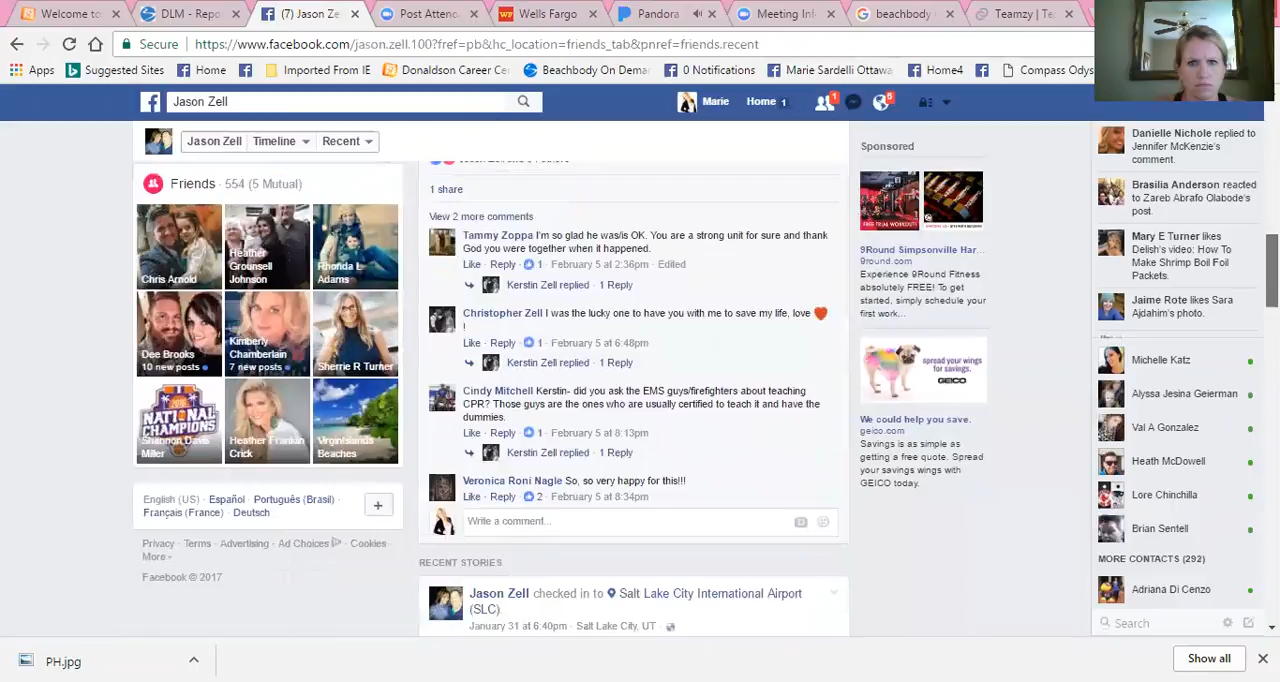 Welcome to
DLM - Repo
(7) Jason Ze
Post Attenc
Wells Fargo
Pandora
Meeting Inf
beachbody
Teamzy | Te
Secure
https://www.facebook.com/jason.zell.100?fref=pb&hc_location=friends_tab&pnref=friends.recent
Apps Suggested Sites Home Imported From IE Donaldson Career Ce Beachbody On Dema 0 Notifications Marie Sardelli Ottawa Home4 Compass Odys
Jason Zell
Marie Home 1 1 6
Jason Zell Timeline Recent
Friends · 554 (5 Mutual)
Chris Arnold
Heather
Grounsell
Johnson
Rhonda L
Adams
Dee Brooks
10 new posts
Kimberly
Chamberlain
7 new posts
Sherrie R Turner
2016
NATIONAL
CHAMPIONS
Shannon Davis
Miller
Heather Franklin
Crick
VirginIslands
Beaches
English (US) · Español · Português (Brasil) ·
Français (France) · Deutsch
+
Privacy · Terms · Advertising · Ad Choices · Cookies ·
More
Facebook © 2017
1 share
View 2 more comments
Tammy Zoppa I'm so glad he was/is OK. You are a strong unit for sure and thank
God you were together when it happened.
Like · Reply · 1 · February 5 at 2:36pm · Edited
Kerstin Zell replied · 1 Reply
Christopher Zell I was the lucky one to have you with me to save my life, love ❤
!
Like · Reply · 1 · February 5 at 6:48pm
Kerstin Zell replied · 1 Reply
Cindy Mitchell Kerstin- did you ask the EMS guys/firefighters about teaching
CPR? Those guys are the ones who are usually certified to teach it and have the
dummies.
Like · Reply · 1 · February 5 at 8:13pm
Kerstin Zell replied · 1 Reply
Veronica Roni Nagle So, so very happy for this!!!
Like · Reply · 2 · February 5 at 8:34pm
Write a comment...
RECENT STORIES
Jason Zell checked in to Salt Lake City International Airport
(SLC).
January 31 at 6:40pm · Salt Lake City, UT ·
Sponsored
FREE TRIAL WORKOUTS
9Round Simpsonville Har...
9round.com
Experience 9Round Fitness
absolutely FREE! To get
started, simply schedule your
first work...
spread your wings
for savings.
GEICO
We could help you save.
geico.com
Savings is as simple as
getting a free quote. Spread
your savings wings with
GEICO today.
Danielle Nichole replied to
Jennifer McKenzie's
comment.
Brasilia Anderson reacted
to Zareb Abrafo Olabode's
post.
Mary E Turner likes
Delish's video: How To
Make Shrimp Boil Foil
Packets.
Jaime Rote likes Sara
Ajdahim's photo.
Michelle Katz
Alyssa Jesina Geierman
Val A Gonzalez
Heath McDowell
Lore Chinchilla
Brian Sentell
MORE CONTACTS (292)
Adriana Di Cenzo
Search
PH.jpg
Show all